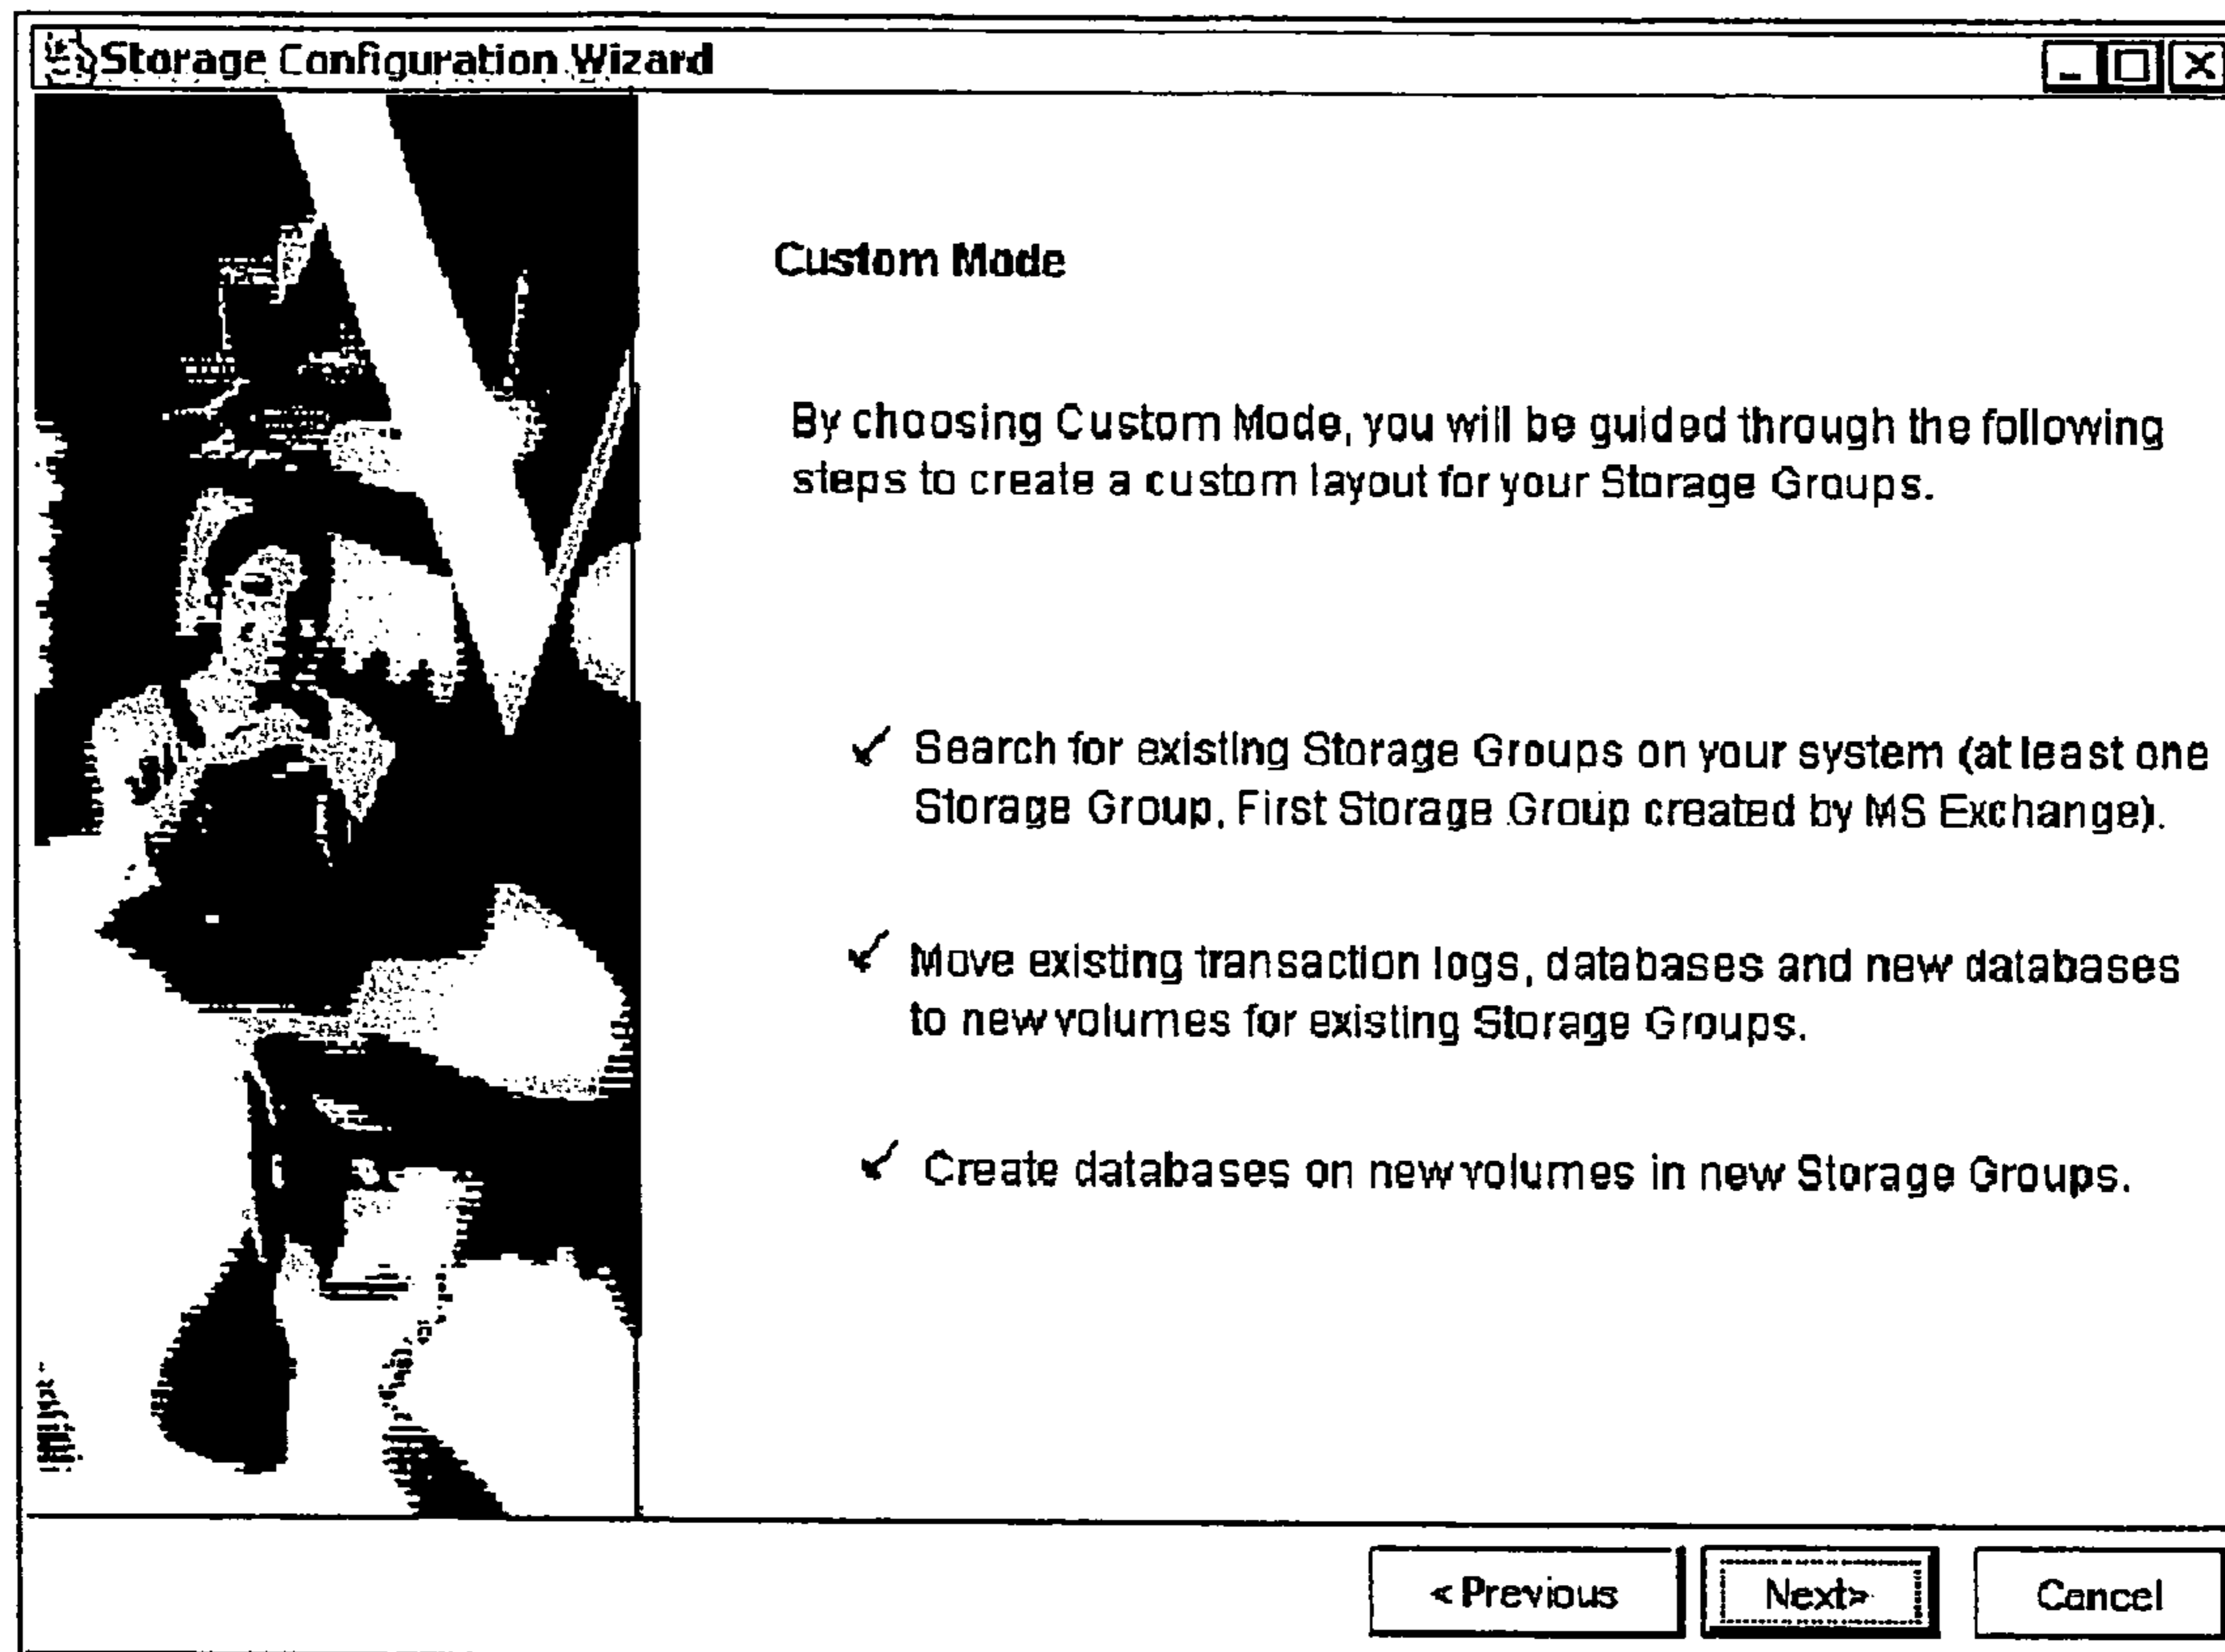 Storage Configuration Wizard
Custom Mode
By choosing Custom Mode, you will be guided through the following
steps to create a custom layout for your Storage Groups.
Search for existing Storage Groups on your system (at least one
Storage Group, First Storage Group created by MS Exchange).
Move existing transaction logs, databases and new databases
to new volumes for existing Storage Groups.
Create databases on new volumes in new Storage Groups.
< Previous
Next>
Cancel